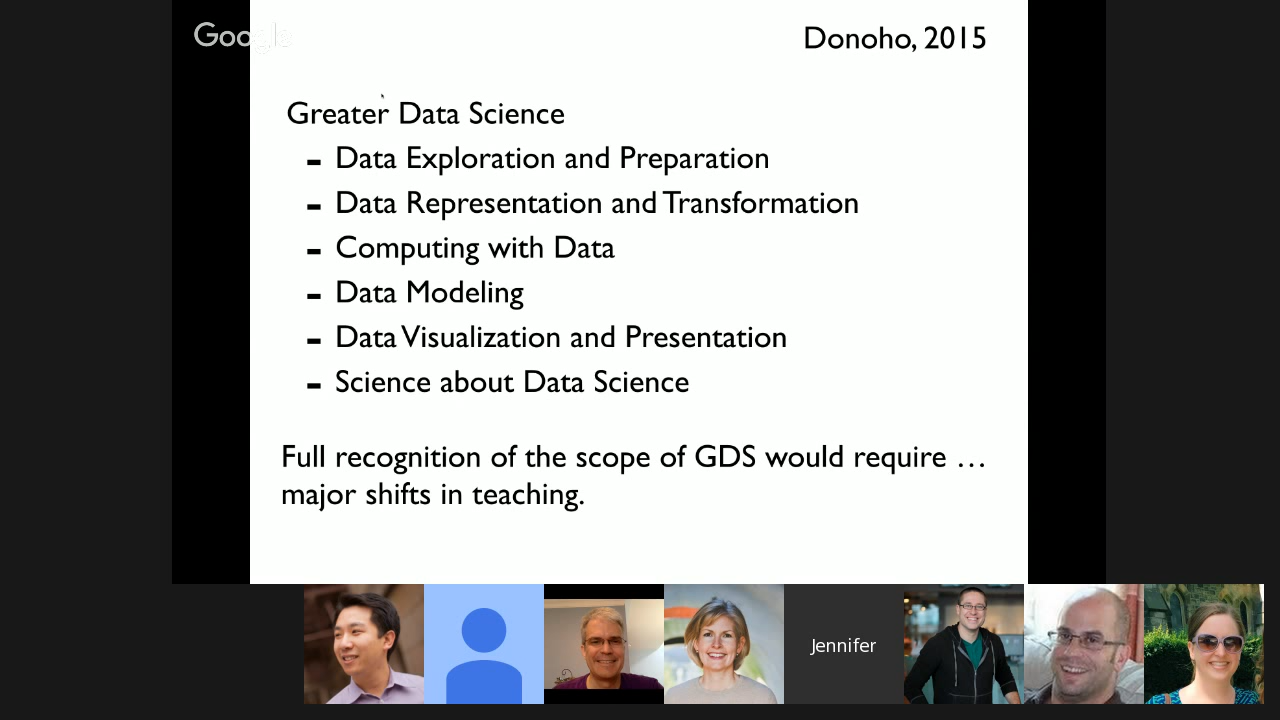 Google
Donoho, 2015
Greater Data Science
- Data Exploration and Preparation
- Data Representation and Transformation
- Computing with Data
- Data Modeling
- Data Visualization and Presentation
- Science about Data Science
Full recognition of the scope of GDS would require …
major shifts in teaching.
Jennifer